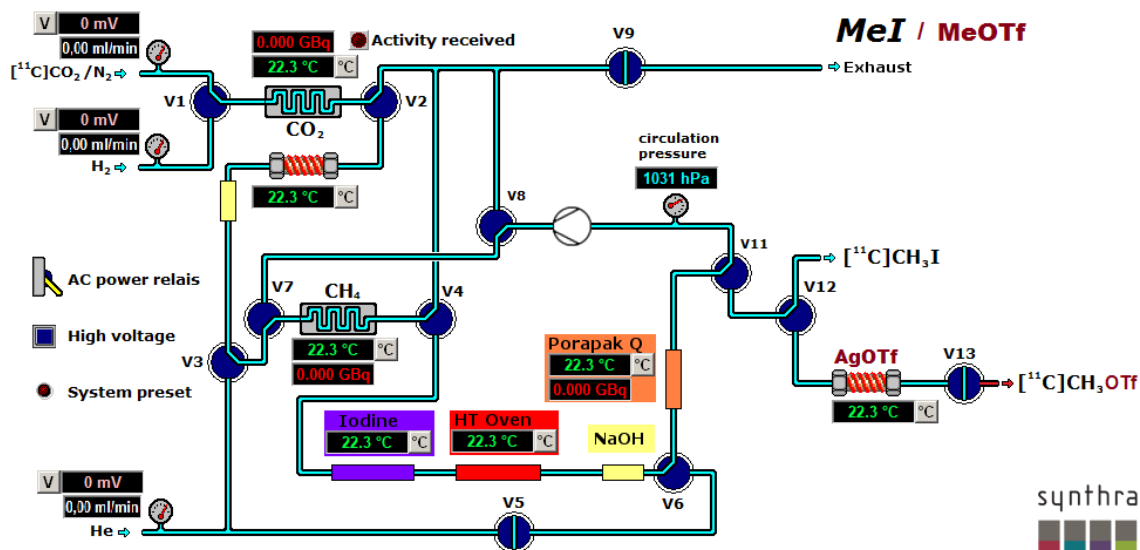 V
0 mV
0,00 ml/min
[¹¹C]CO₂/N₂
V1
0.000 GBq
Activity received
22.3 °C
°C
CO₂
V2
V9
MeI / MeOTf
Exhaust
V
0 mV
0,00 ml/min
H₂
22.3 °C
°C
circulation
pressure
1031 hPa
V8
V11
[¹¹C]CH₃I
V12
AC power relais
V7
CH₄
V4
High voltage
V3
22.3 °C
°C
0.000 GBq
Porapak Q
22.3 °C
°C
0.000 GBq
AgOTf
V13
[¹¹C]CH₃OTf
22.3 °C
°C
System preset
Iodine
22.3 °C
°C
HT Oven
22.3 °C
°C
NaOH
V
0 mV
0,00 ml/min
He
V5
V6
synthra